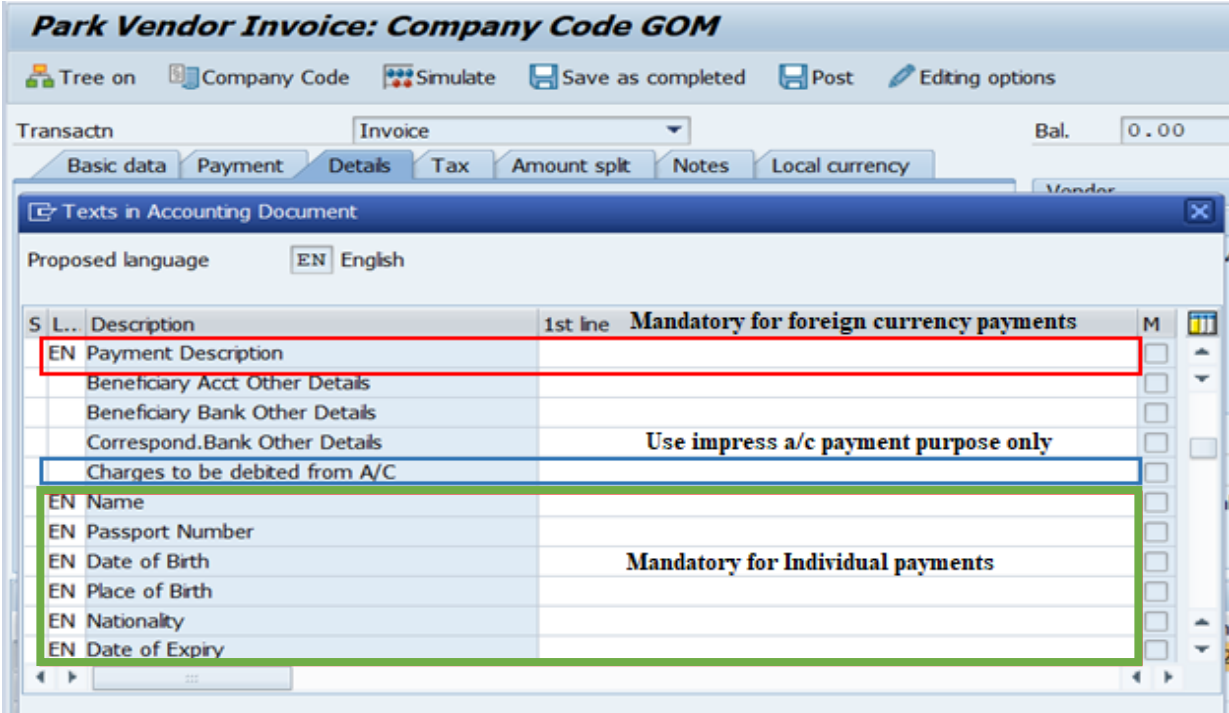 Park Vendor Invoice: Company Code GOM
Tree on Company Code Simulate Save as completed Post Editing options
Transactn Invoice Bal. 0.00
Basic data Payment Details Tax Amount split Notes Local currency
Vendor
Texts in Accounting Document
Proposed language EN English
S L... Description 1st line Mandatory for foreign currency payments M
EN Payment Description
Beneficiary Acct Other Details
Beneficiary Bank Other Details
Correspond.Bank Other Details Use impress a/c payment purpose only
Charges to be debited from A/C
EN Name
EN Passport Number
EN Date of Birth Mandatory for Individual payments
EN Place of Birth
EN Nationality
EN Date of Expiry